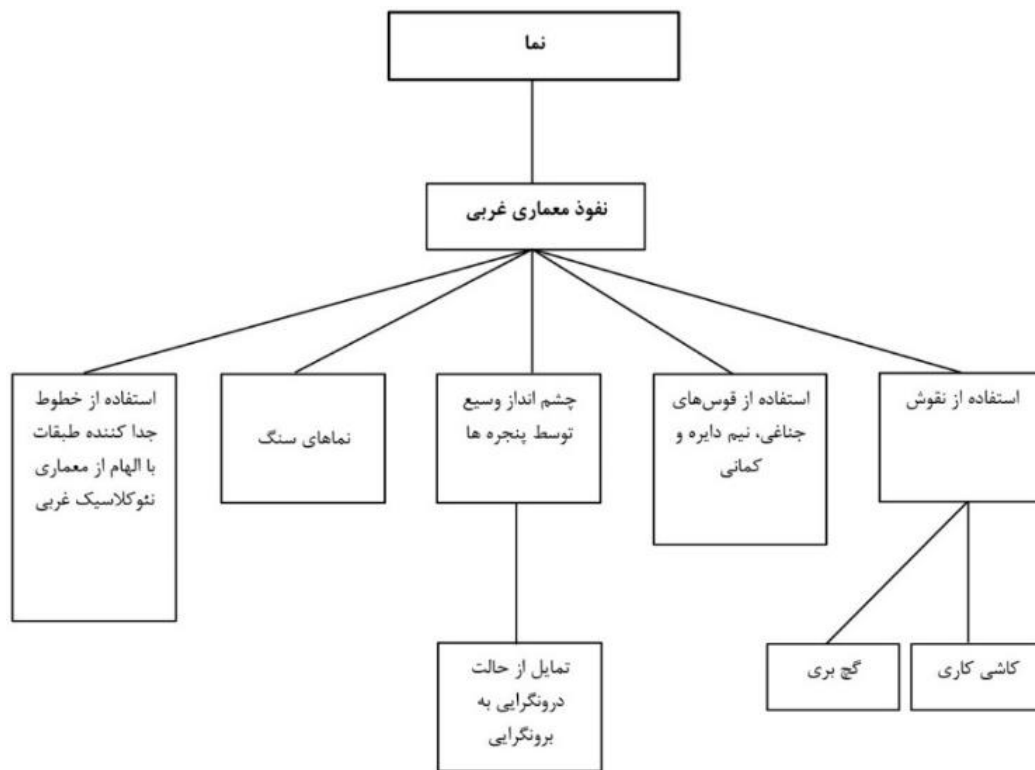 نما
نفوذ معماری غربی
استفاده از نقوش
استفاده از قوس‌های
جناغی، نیم دایره و
کمانی
چشم انداز وسیع
توسط پنجره ها
نماهای سنگ
استفاده از خطوط
جدا کننده طبقات
با الهام از معماری
نئوکلاسیک غربی
کاشی کاری
گچ بری
تمایل از حالت
درونگرایی به
برونگرایی